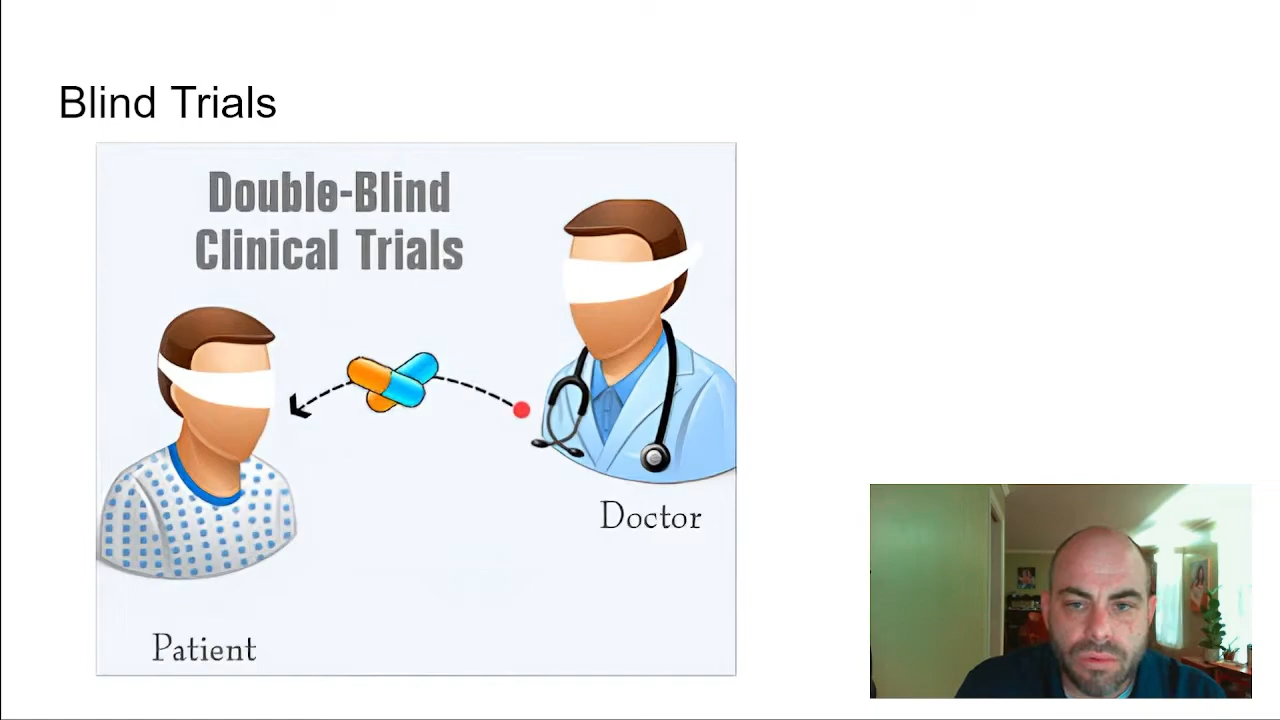 Blind Trials
Double-Blind
Clinical Trials
Doctor
Patient